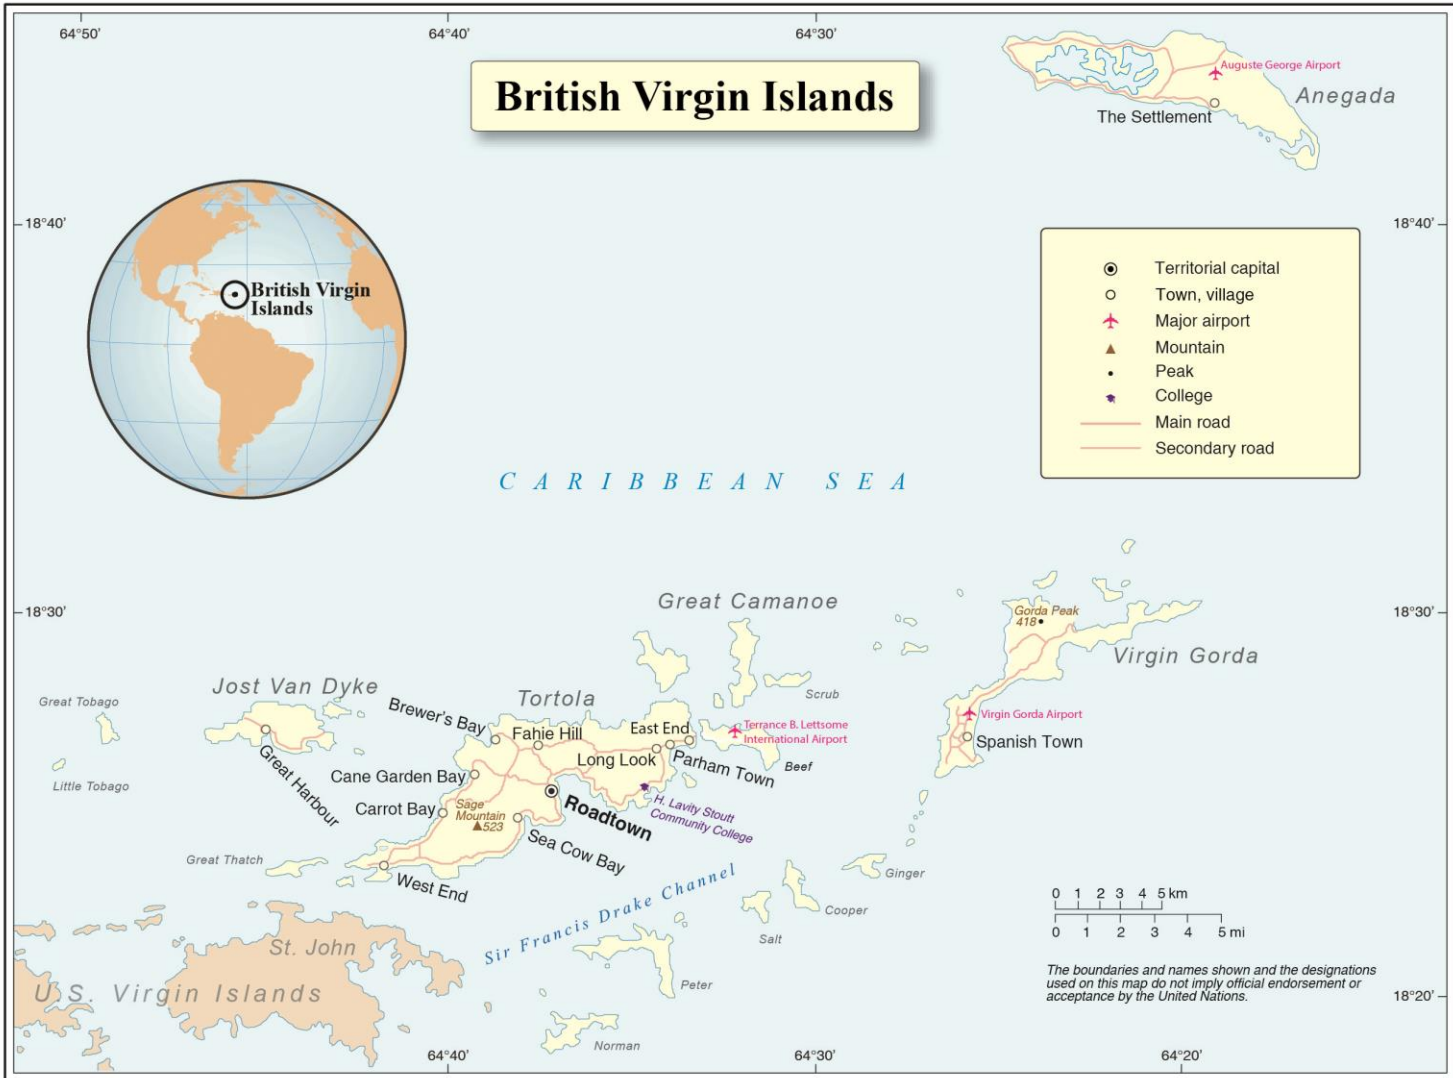 64°50'
64°40'
64°30'
British Virgin Islands
Auguste George Airport
Anegada
The Settlement
18°40'
18°40'
British Virgin
Islands
Territorial capital
Town, village
Major airport
Mountain
Peak
College
Main road
Secondary road
CARIBBEAN SEA
18°30'
18°30'
Great Camanoe
Gorda Peak
418
Virgin Gorda
Jost Van Dyke
Tortola
Scrub
Great Tobago
Brewer's Bay
Fahie Hill
East End
Terrance B. Lettsome
International Airport
Virgin Gorda Airport
Spanish Town
Great Harbour
Long Look
Parham Town
Beef
Little Tobago
Cane Garden Bay
Carrot Bay
Sage
Mountain
523
Roadtown
H. Lavity Stoutt
Community College
Sea Cow Bay
Great Thatch
West End
Ginger
Sir Francis Drake Channel
Cooper
Salt
0 1 2 3 4 5 km
0 1 2 3 4 5 mi
St. John
U.S. Virgin Islands
Peter
The boundaries and names shown and the designations
used on this map do not imply official endorsement or
acceptance by the United Nations.
18°20'
Norman
64°40'
64°30'
64°20'